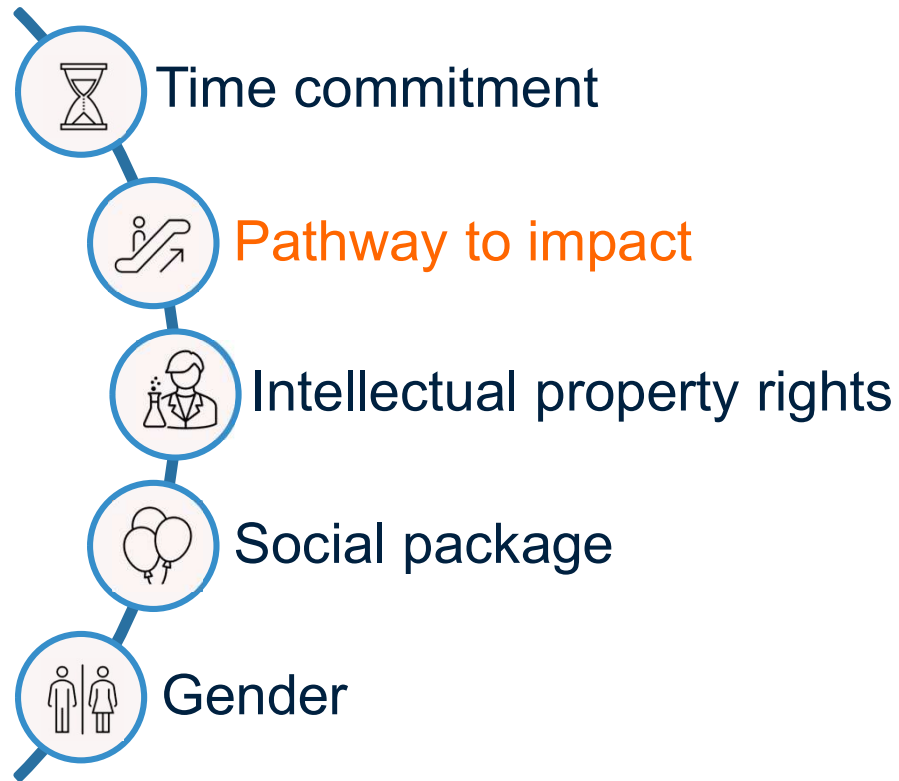 Time commitment
Pathway to impact
Intellectual property rights
Social package
Gender